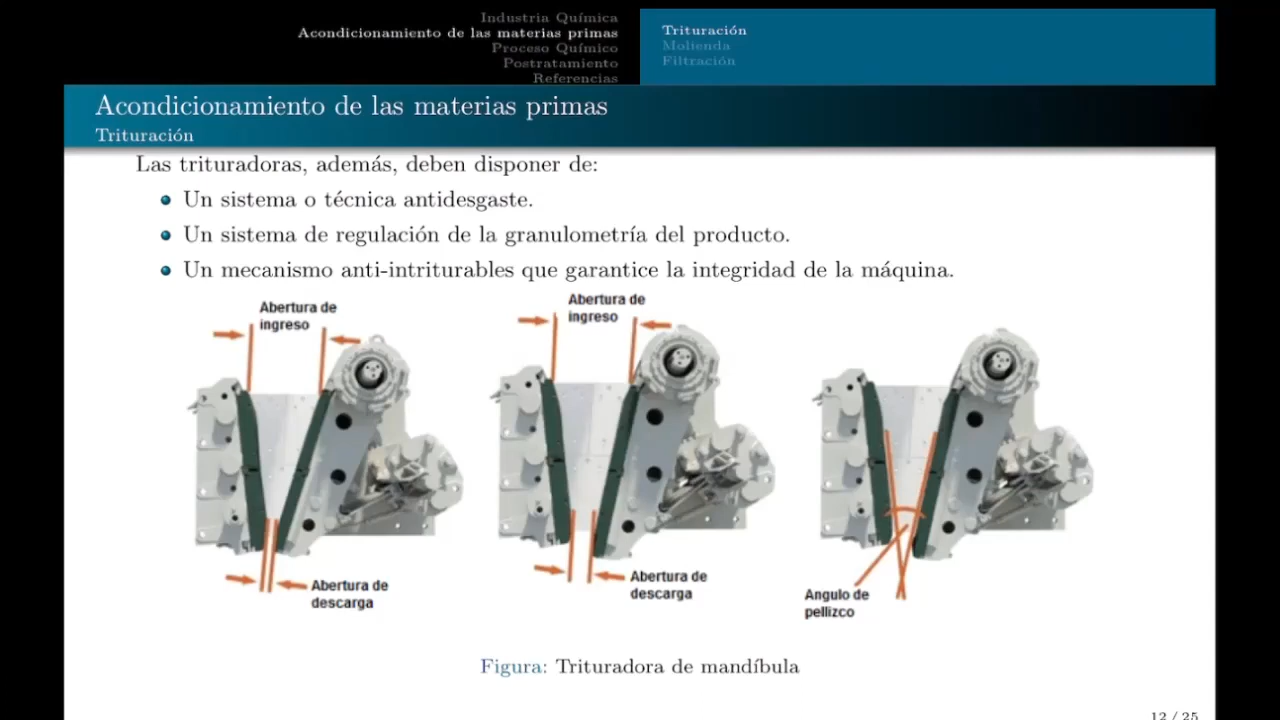 Industria Química
Acondicionamiento de las materias primas
Proceso Químico
Postratamiento
Referencias
Trituración
Molienda
Filtración
Acondicionamiento de las materias primas
Trituración
Las trituradoras, además, deben disponer de:
Un sistema o técnica antidesgaste.
Un sistema de regulación de la granulometría del producto.
Un mecanismo anti-intriturables que garantice la integridad de la máquina.
Abertura de
ingreso
Abertura de
descarga
Abertura de
ingreso
Abertura de
descarga
Angulo de
pellizco
Figura: Trituradora de mandíbula
12 / 25